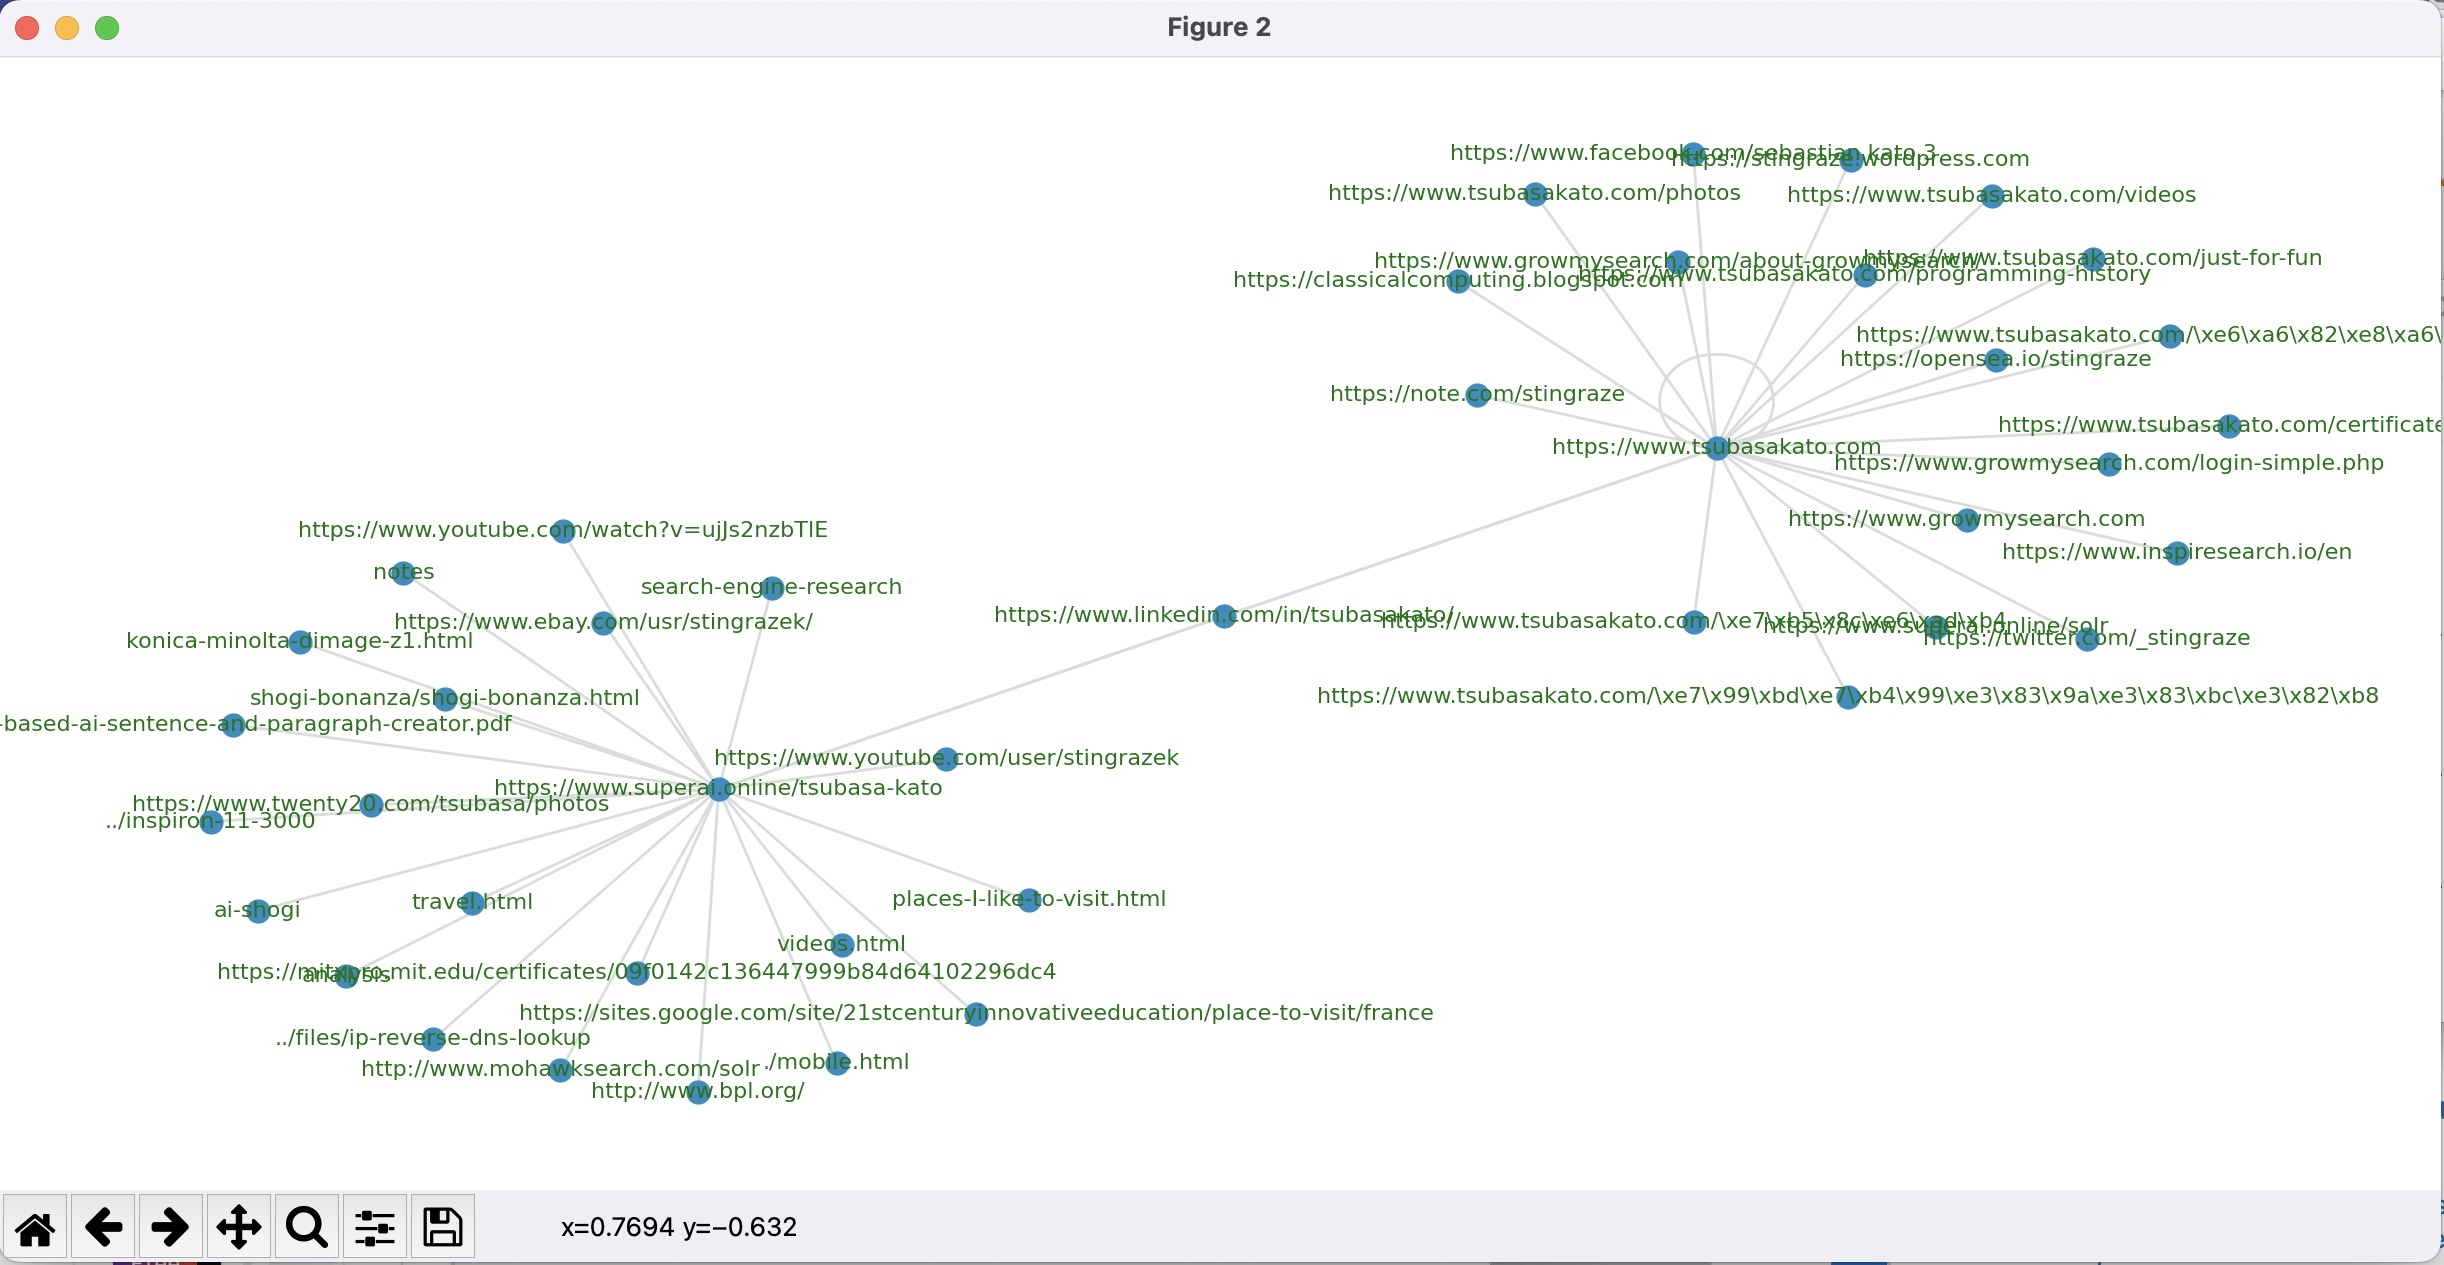 Figure 2
https://www.facebook.com/sebastian.kato.3
https://stingraze.wordpress.com
https://www.tsubasakato.com/photos
https://www.tsubasakato.com/videos
https://www.growmysearch.com/about-growmysearch/
https://www.tsubasakato.com/just-for-fun
https://classicalcomputing.blogspot.com
https://www.tsubasakato.com/programming-history
https://www.tsubasakato.com/\xe6\xa6\x82\xe8\xa6\
https://opensea.io/stingraze
https://note.com/stingraze
https://www.tsubasakato.com/certificate
https://www.tsubasakato.com
https://www.growmysearch.com/login-simple.php
https://www.growmysearch.com
https://www.youtube.com/watch?v=ujJs2nzbTIE
https://www.inspiresearch.io/en
notes
search-engine-research
https://www.linkedin.com/in/tsubasakato/
https://www.ebay.com/usr/stingrazek/
https://www.tsubasakato.com/\xe7\xb5\x8c\xe6\xad\xb4
https://www.superai.online/solr
https://twitter.com/_stingraze
konica-minolta-dimage-z1.html
shogi-bonanza/shogi-bonanza.html
https://www.tsubasakato.com/\xe7\x99\xbd\xe7\xb4\x99\xe3\x83\x9a\xe3\x83\xbc\xe3\x82\xb8
-based-ai-sentence-and-paragraph-creator.pdf
https://www.youtube.com/user/stingrazek
https://www.superai.online/tsubasa-kato
https://www.twenty20.com/tsubasa/photos
../inspiron-11-3000
places-I-like-to-visit.html
travel.html
ai-shogi
videos.html
https://mitxpro.mit.edu/certificates/09f0142c136447999b84d64102296dc4
analysis
https://sites.google.com/site/21stcenturyinnovativeeducation/place-to-visit/france
../files/ip-reverse-dns-lookup
./mobile.html
http://www.mohawksearch.com/solr
http://www.bpl.org/
x=0.7694 y=−0.632